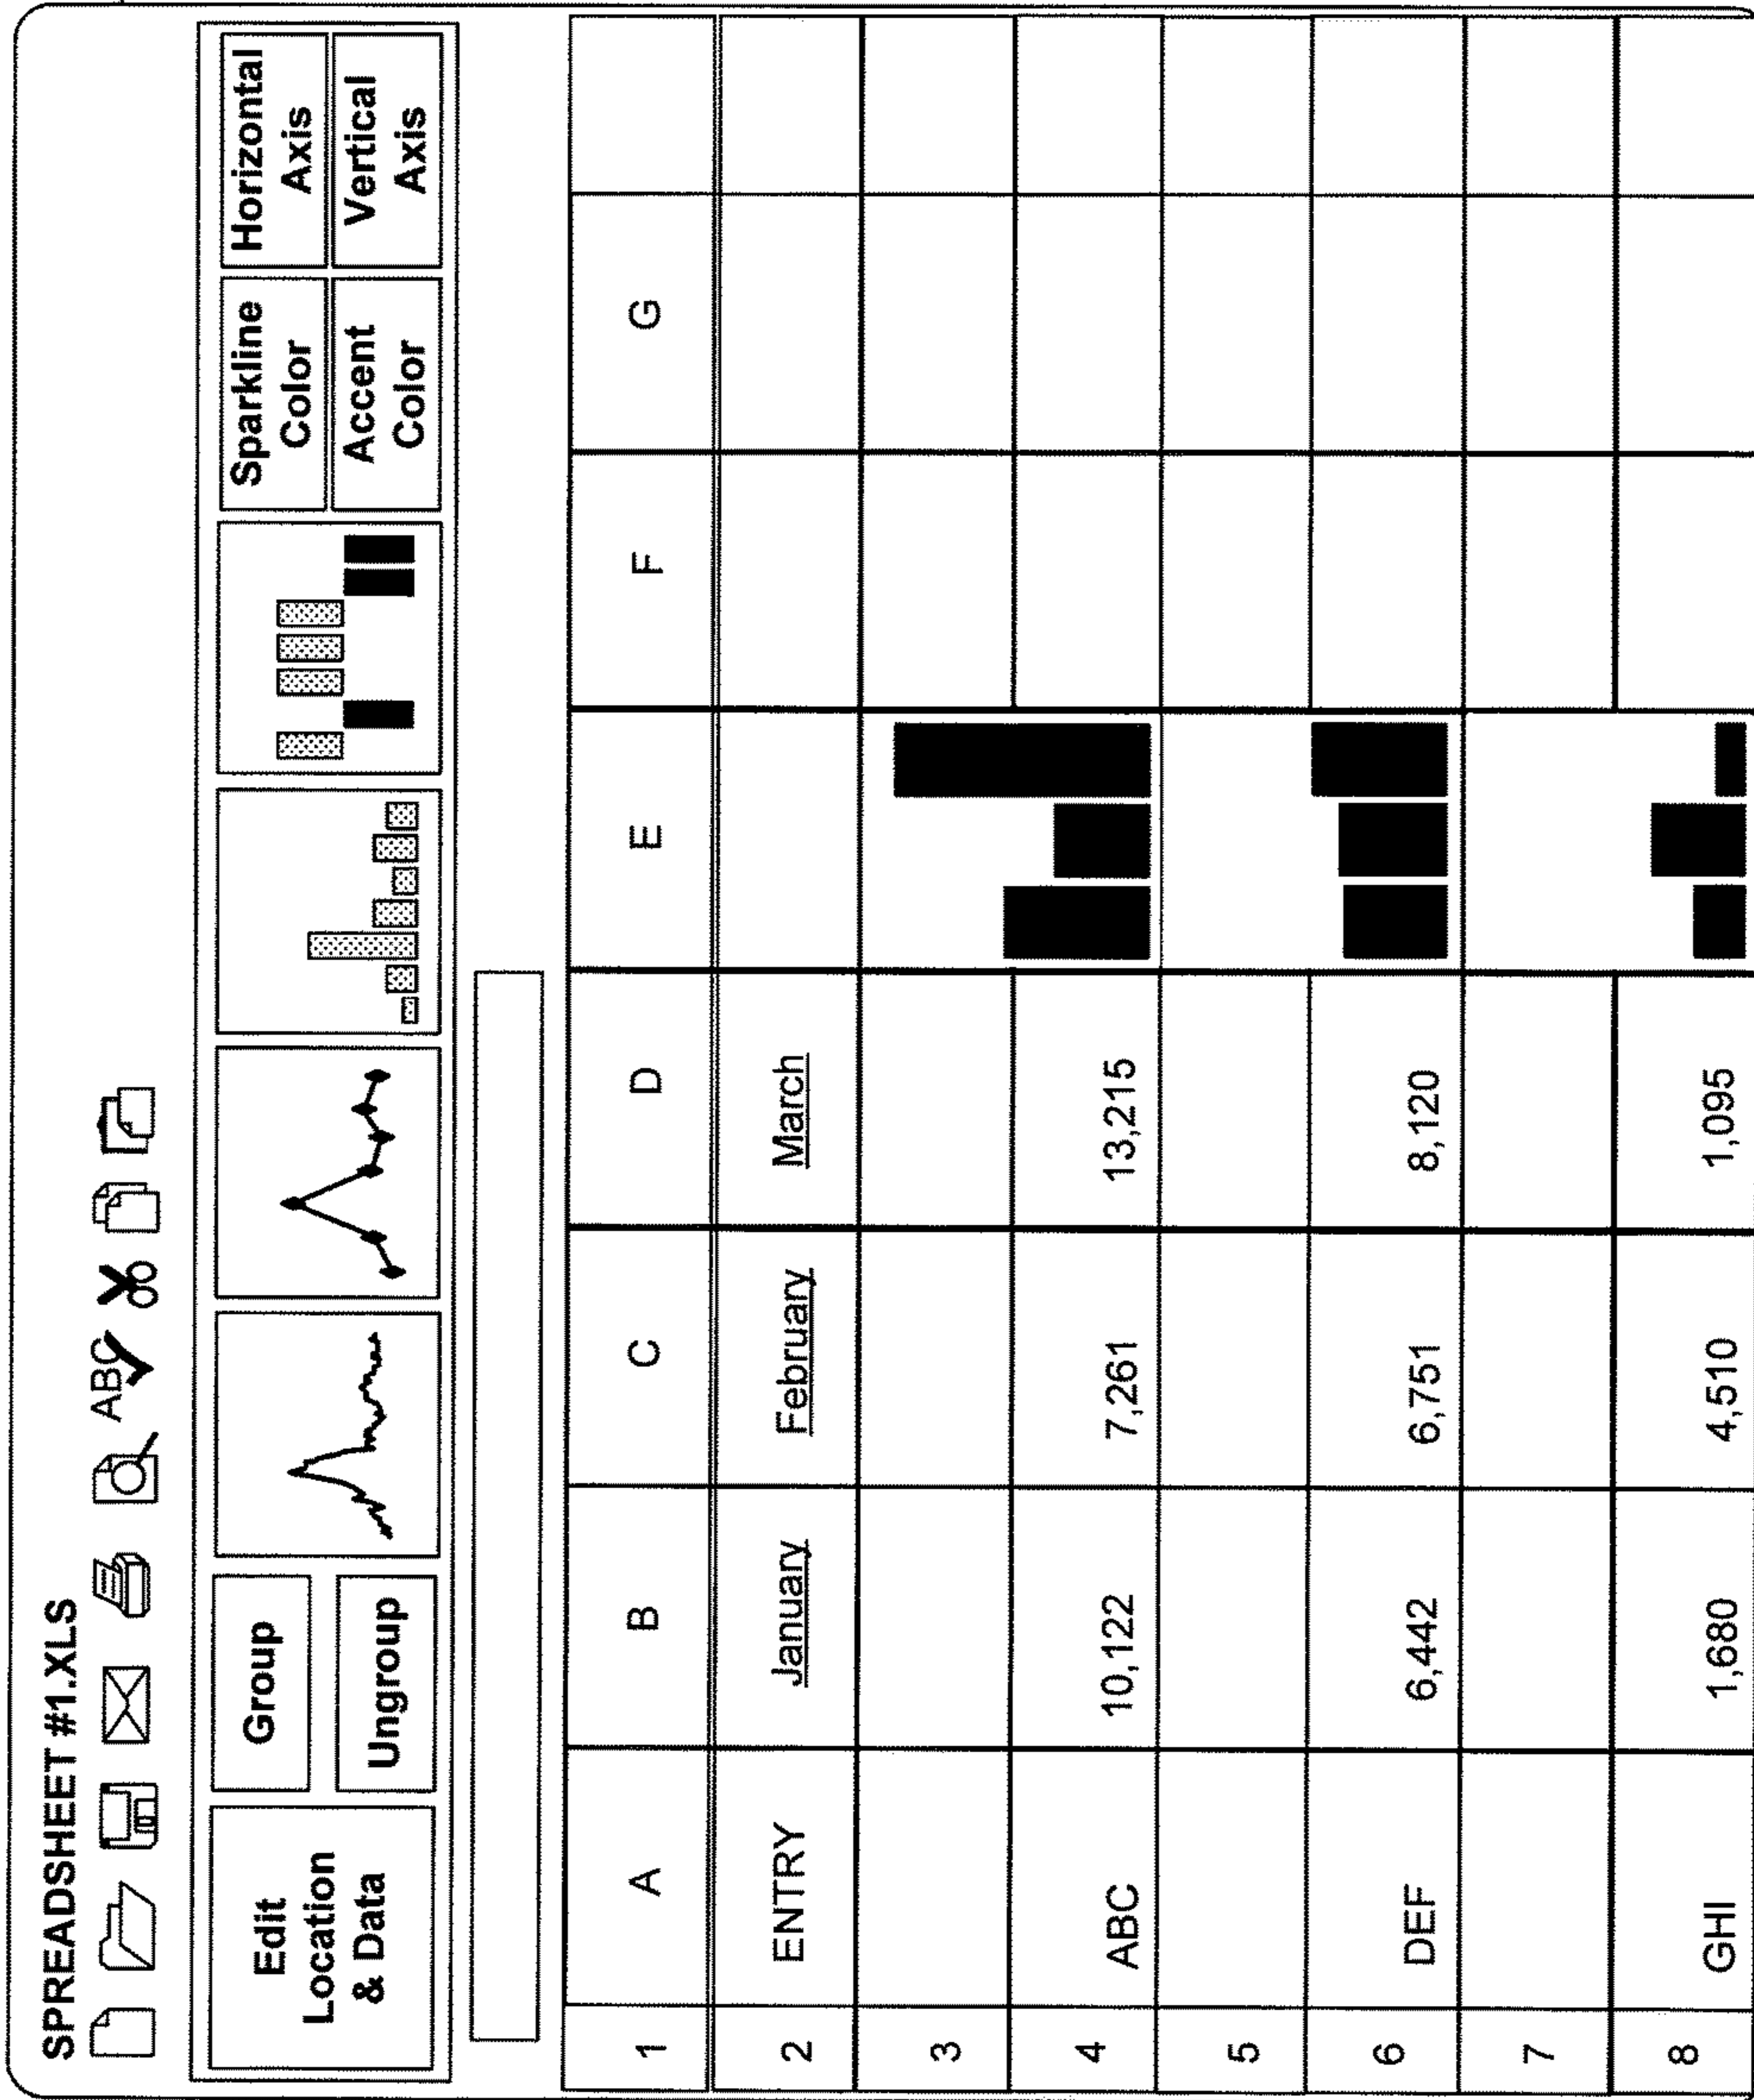 SPREADSHEET #1.XLS
ABC
Edit
Location
& Data
Group
Ungroup
Sparkline
Color
Accent
Color
Horizontal
Axis
Vertical
Axis
1 A B C D E F G
2 ENTRY January February March
3
4 ABC 10,122 7,261 13,215
5
6 DEF 6,442 6,751 8,120
7
8 GHI 1,680 4,510 1,095